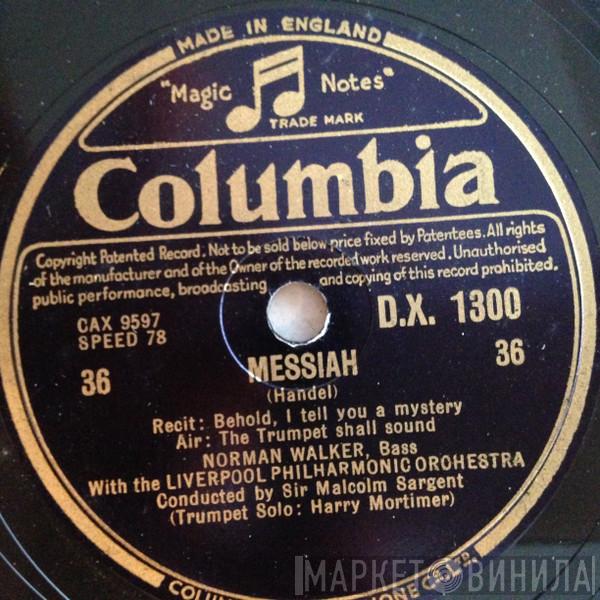 MADE IN ENGLAND
"Magic Notes"
TRADE MARK
Columbia
Copyright Patented Record. Not to be sold below price fixed by Patentees. All rights
of the manufacturer and of the Owner of the recorded work reserved. Unauthorised
public performance, broadcasting and copying of this record prohibited.
CAX 9597
SPEED 78
D.X. 1300
36
36
MESSIAH
(Handel)
Recit: Behold, I tell you a mystery
Air: The Trumpet shall sound
NORMAN WALKER, Bass
With the LIVERPOOL PHILHARMONIC ORCHESTRA
Conducted by Sir Malcolm Sargent
(Trumpet Solo: Harry Mortimer)
МАРКЕТ ВИНИЛА